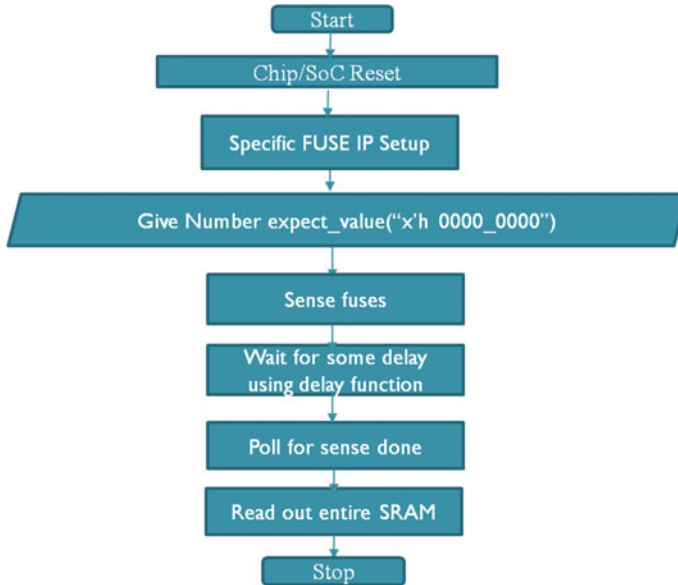 Start
Chip/SoC Reset
Specific FUSE IP Setup
Give Number expect_value(“x’h 0000_0000”)
Sense fuses
Wait for some delay
using delay function
Poll for sense done
Read out entire SRAM
Stop